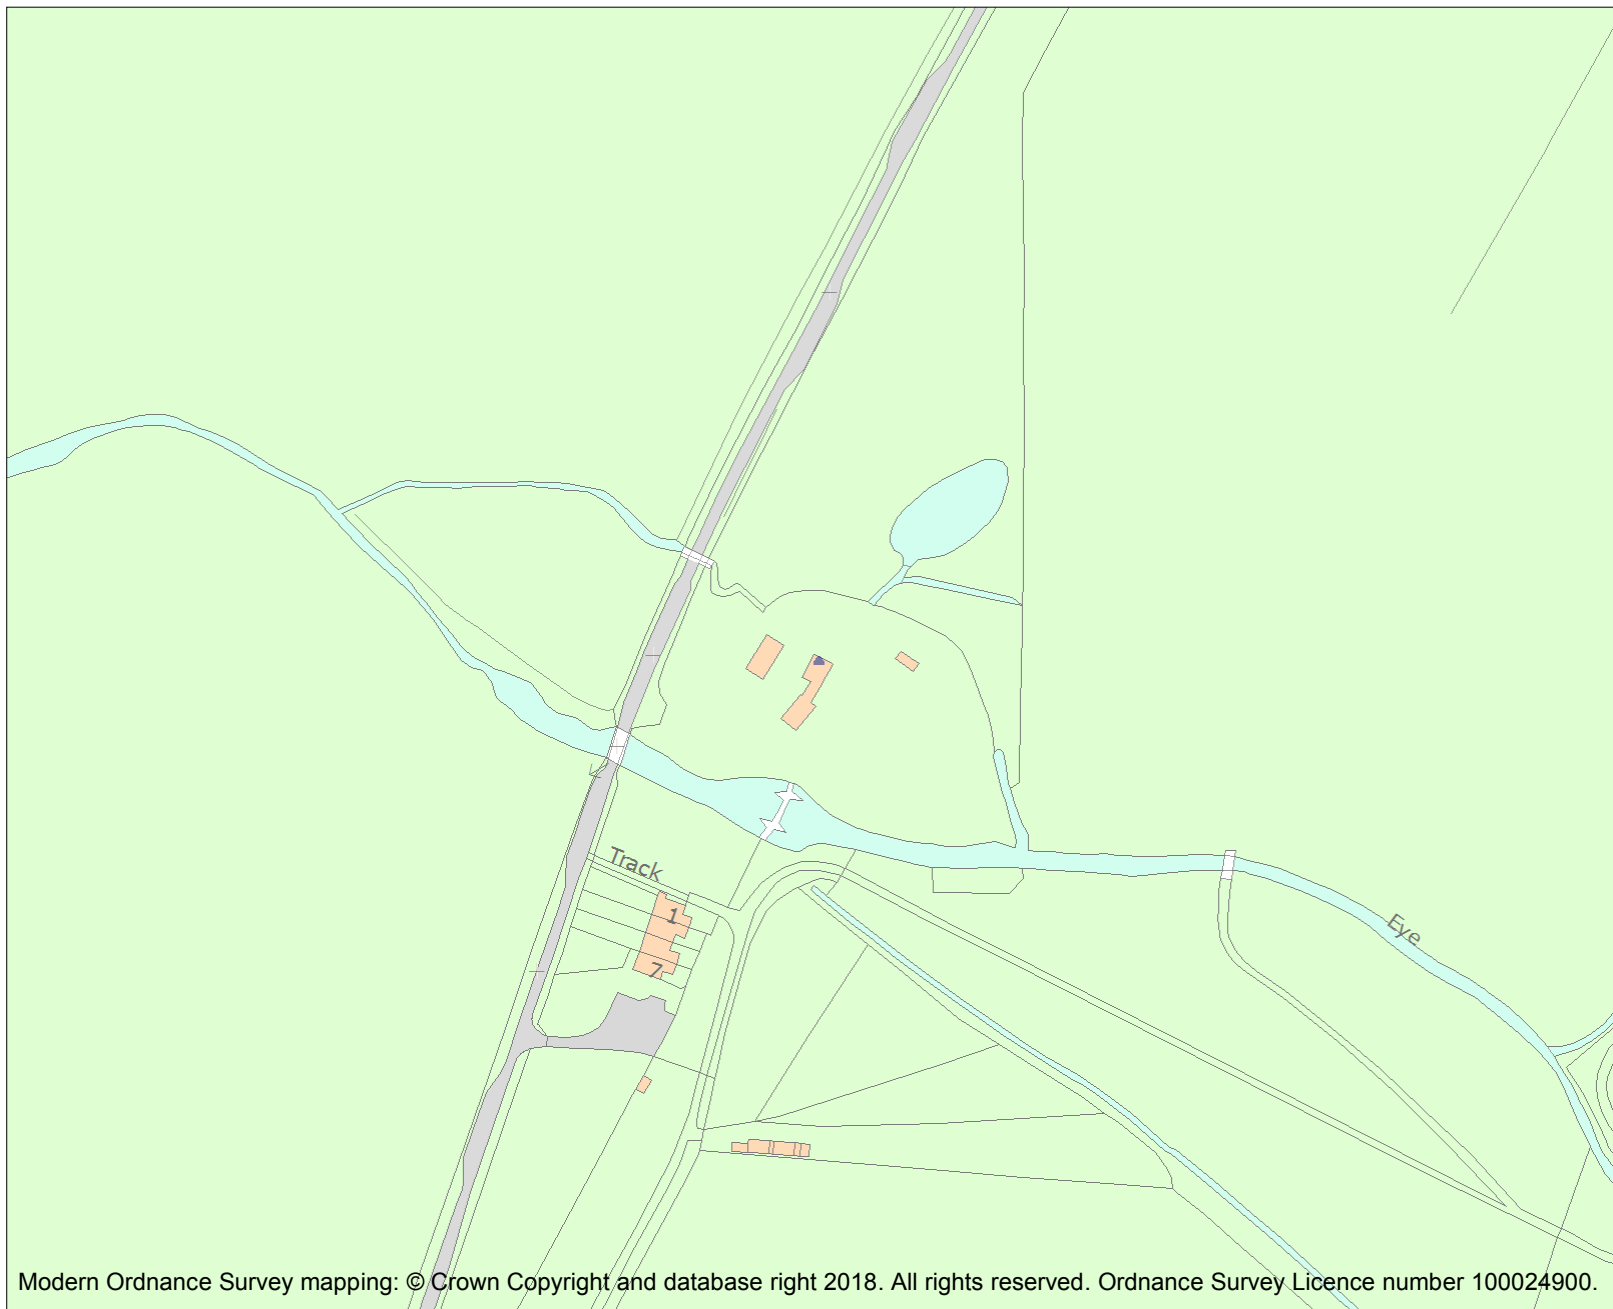 Track
1
7
Eye
Modern Ordnance Survey mapping: © Crown Copyright and database right 2018. All rights reserved. Ordnance Survey Licence number 100024900.